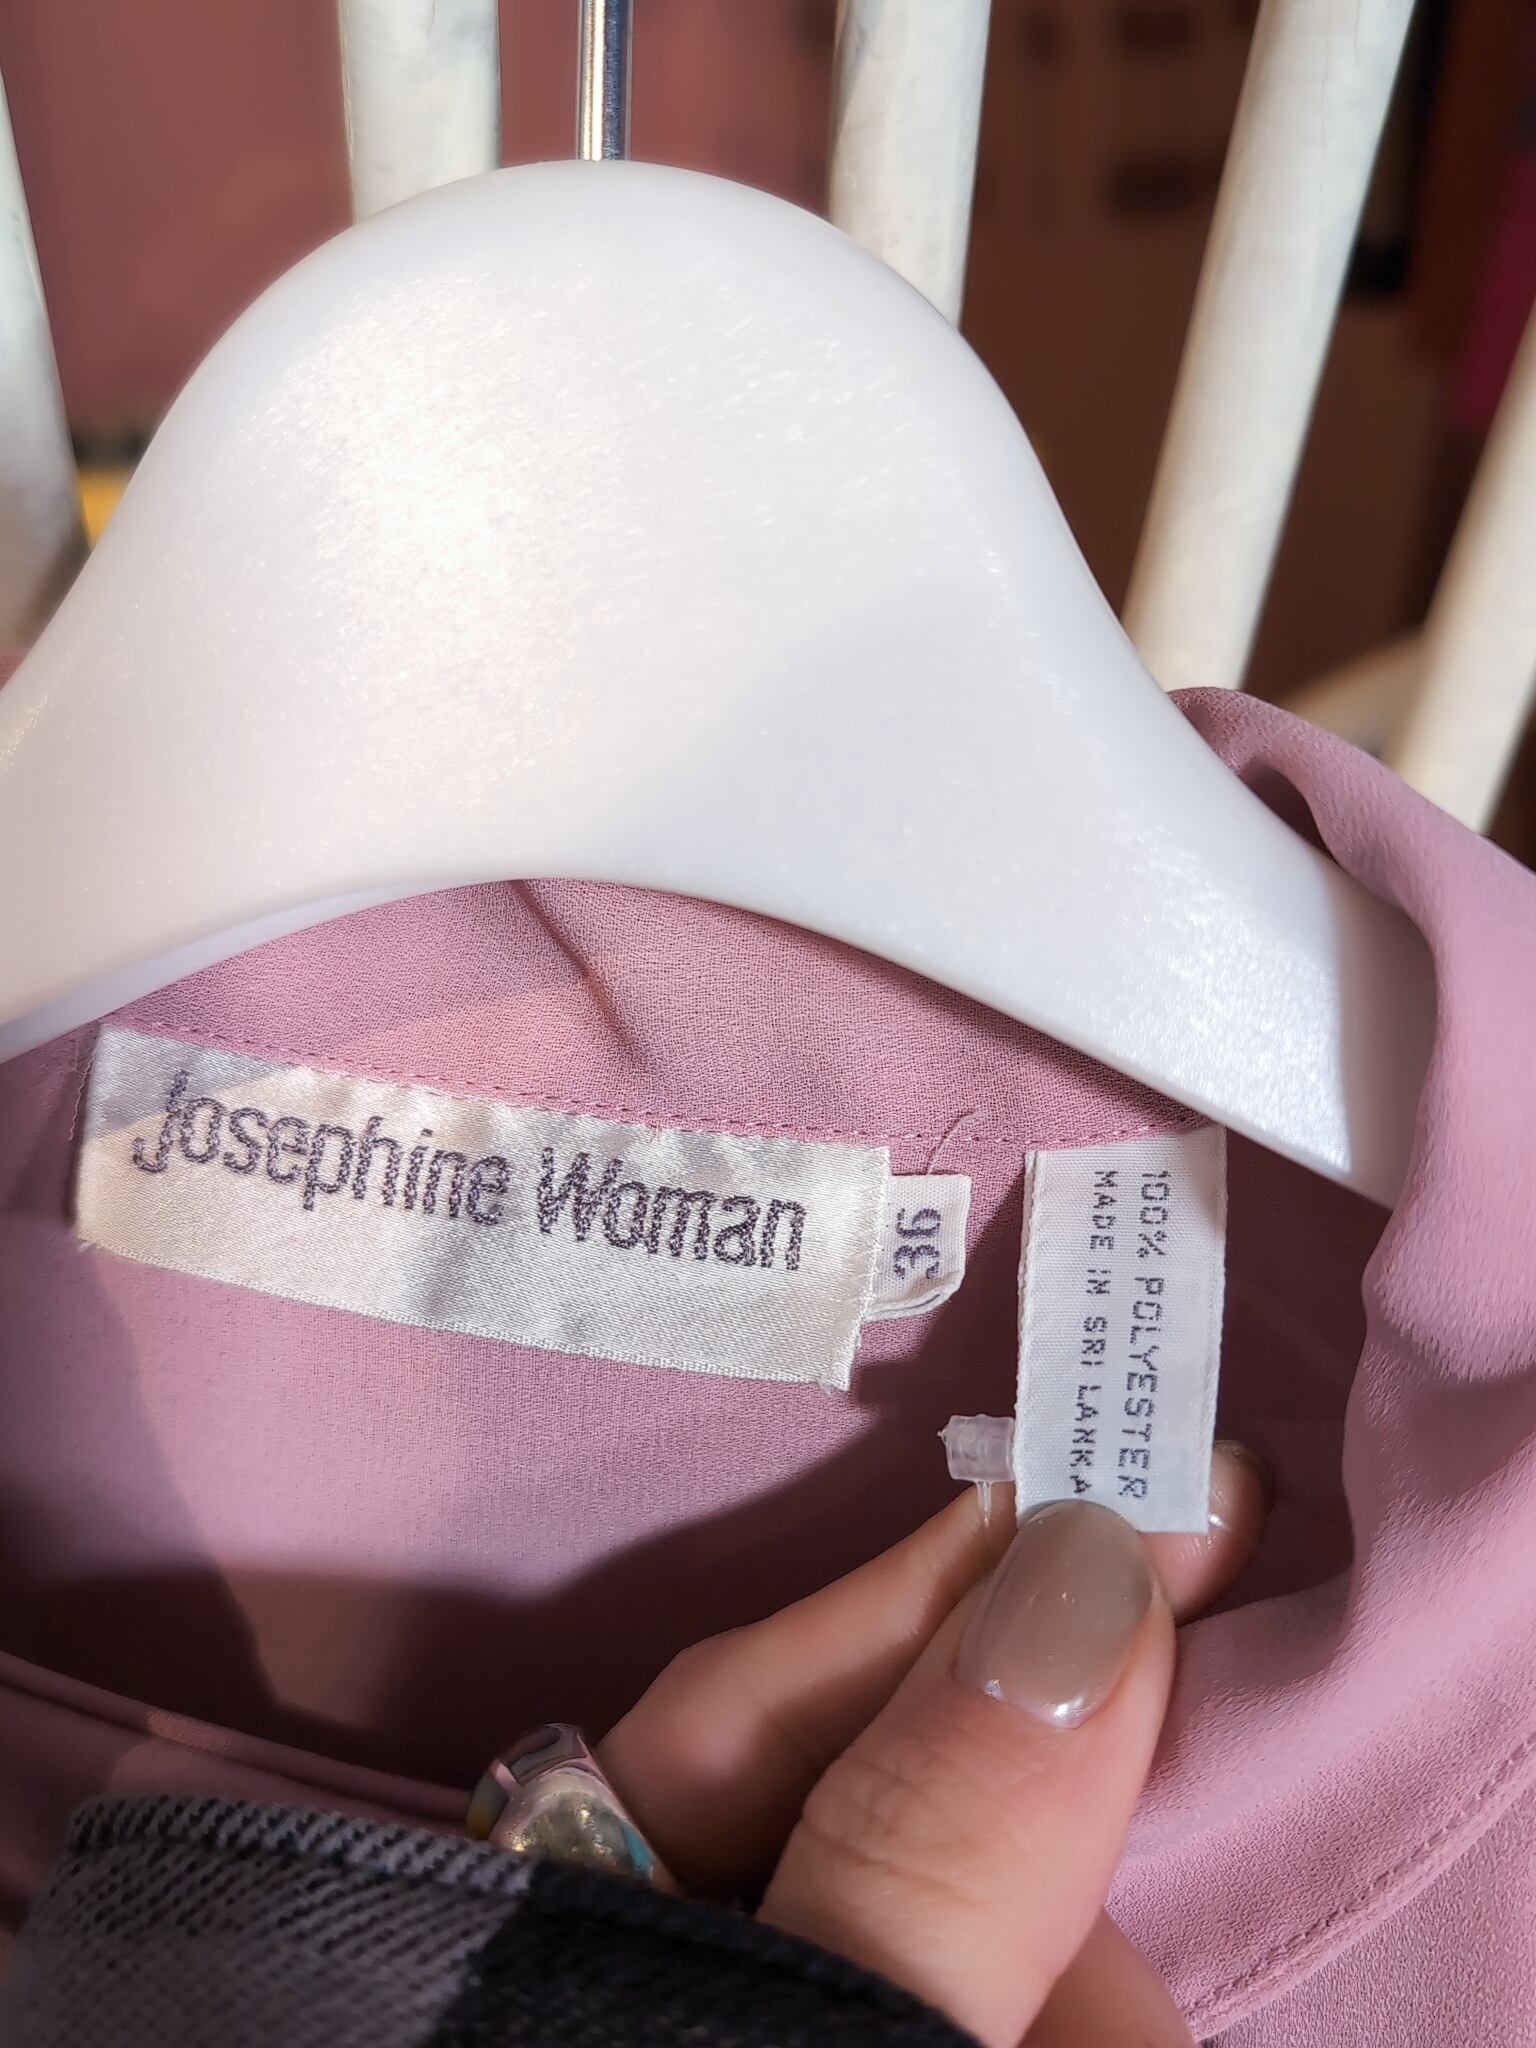 Josephine Woman
36
100% POLYESTER
MADE IN SRI LANKA